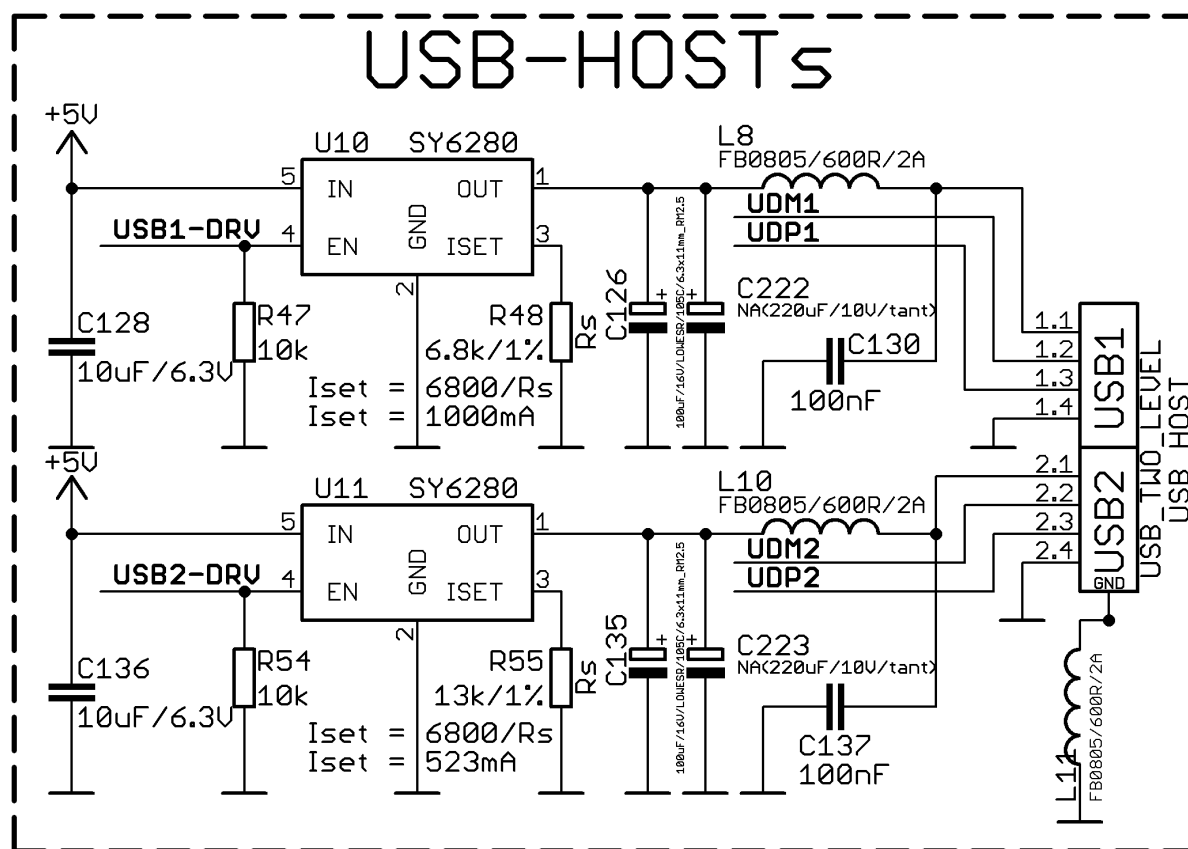 USB-HOSTs
+5V
U10 SY6280
5 IN OUT 1
USB1-DRV 4 EN GND ISET 3
2
L8
FB0805/600R/2A
UDM1
UDP1
C128
10uF/6.3V
R47
10k
R48
6.8k/1%
Rs
Iset = 6800/Rs
Iset = 1000mA
C126
+
100uF/16V/LOWESR/105C/6.3x11mm_RM2.5
+
C222
NA(220uF/10V/tant)
C130
100nF
1.1
1.2
1.3
1.4
USB1
+5V
U11 SY6280
5 IN OUT 1
USB2-DRV 4 EN GND ISET 3
2
L10
FB0805/600R/2A
UDM2
UDP2
C136
10uF/6.3V
R54
10k
R55
13k/1%
Rs
Iset = 6800/Rs
Iset = 523mA
C135
+
100uF/16V/LOWESR/105C/6.3x11mm_RM2.5
+
C223
NA(220uF/10V/tant)
C137
100nF
2.1
2.2
2.3
2.4
USB2
GND
USB_TWO_LEVEL
USB_HOST
L11
FB0805/600R/2A